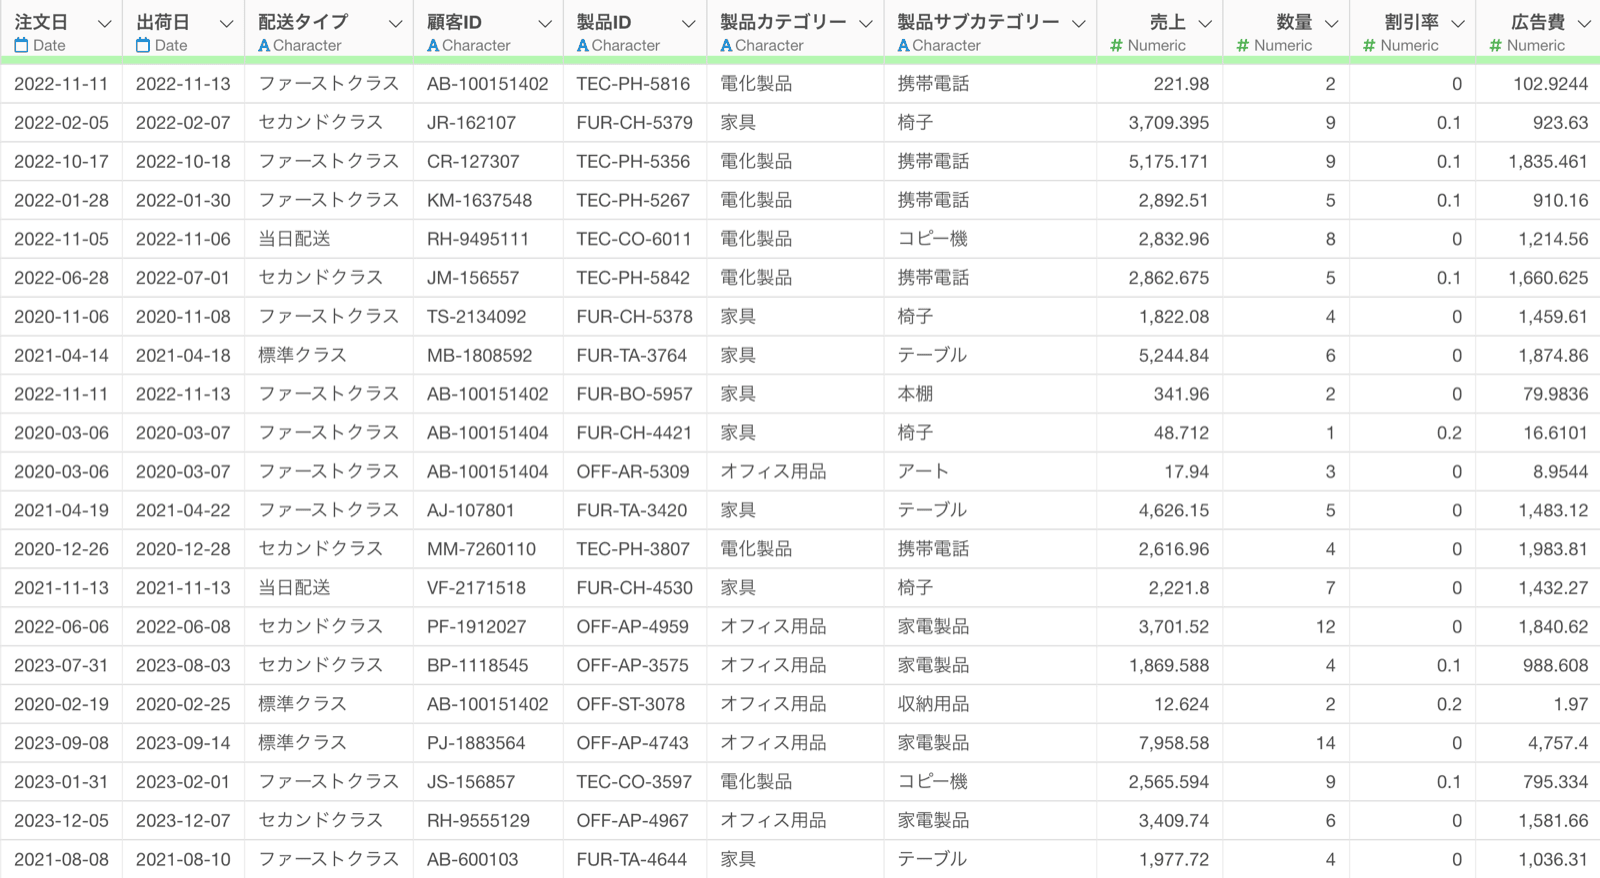 注文日 出荷日 配送タイプ 顧客ID 製品ID 製品カテゴリー 製品サブカテゴリー 売上 数量 割引率 広告費
Date Date Character Character Character Character Character Numeric Numeric Numeric Numeric
2022-11-11 2022-11-13 ファーストクラス AB-100151402 TEC-PH-5816 電化製品 携帯電話 221.98 2 0 102.9244
2022-02-05 2022-02-07 セカンドクラス JR-162107 FUR-CH-5379 家具 椅子 3,709.395 9 0.1 923.63
2022-10-17 2022-10-18 ファーストクラス CR-127307 TEC-PH-5356 電化製品 携帯電話 5,175.171 9 0.1 1,835.461
2022-01-28 2022-01-30 ファーストクラス KM-1637548 TEC-PH-5267 電化製品 携帯電話 2,892.51 5 0.1 910.16
2022-11-05 2022-11-06 当日配送 RH-9495111 TEC-CO-6011 電化製品 コピー機 2,832.96 8 0 1,214.56
2022-06-28 2022-07-01 セカンドクラス JM-156557 TEC-PH-5842 電化製品 携帯電話 2,862.675 5 0.1 1,660.625
2020-11-06 2020-11-08 ファーストクラス TS-2134092 FUR-CH-5378 家具 椅子 1,822.08 4 0 1,459.61
2021-04-14 2021-04-18 標準クラス MB-1808592 FUR-TA-3764 家具 テーブル 5,244.84 6 0 1,874.86
2022-11-11 2022-11-13 ファーストクラス AB-100151402 FUR-BO-5957 家具 本棚 341.96 2 0 79.9836
2020-03-06 2020-03-07 ファーストクラス AB-100151404 FUR-CH-4421 家具 椅子 48.712 1 0.2 16.6101
2020-03-06 2020-03-07 ファーストクラス AB-100151404 OFF-AR-5309 オフィス用品 アート 17.94 3 0 8.9544
2021-04-19 2021-04-22 ファーストクラス AJ-107801 FUR-TA-3420 家具 テーブル 4,626.15 5 0 1,483.12
2020-12-26 2020-12-28 セカンドクラス MM-7260110 TEC-PH-3807 電化製品 携帯電話 2,616.96 4 0 1,983.81
2021-11-13 2021-11-13 当日配送 VF-2171518 FUR-CH-4530 家具 椅子 2,221.8 7 0 1,432.27
2022-06-06 2022-06-08 セカンドクラス PF-1912027 OFF-AP-4959 オフィス用品 家電製品 3,701.52 12 0 1,840.62
2023-07-31 2023-08-03 セカンドクラス BP-1118545 OFF-AP-3575 オフィス用品 家電製品 1,869.588 4 0.1 988.608
2020-02-19 2020-02-25 標準クラス AB-100151402 OFF-ST-3078 オフィス用品 収納用品 12.624 2 0.2 1.97
2023-09-08 2023-09-14 標準クラス PJ-1883564 OFF-AP-4743 オフィス用品 家電製品 7,958.58 14 0 4,757.4
2023-01-31 2023-02-01 ファーストクラス JS-156857 TEC-CO-3597 電化製品 コピー機 2,565.594 9 0.1 795.334
2023-12-05 2023-12-07 セカンドクラス RH-9555129 OFF-AP-4967 オフィス用品 家電製品 3,409.74 6 0 1,581.66
2021-08-08 2021-08-10 ファーストクラス AB-600103 FUR-TA-4644 家具 テーブル 1,977.72 4 0 1,036.31